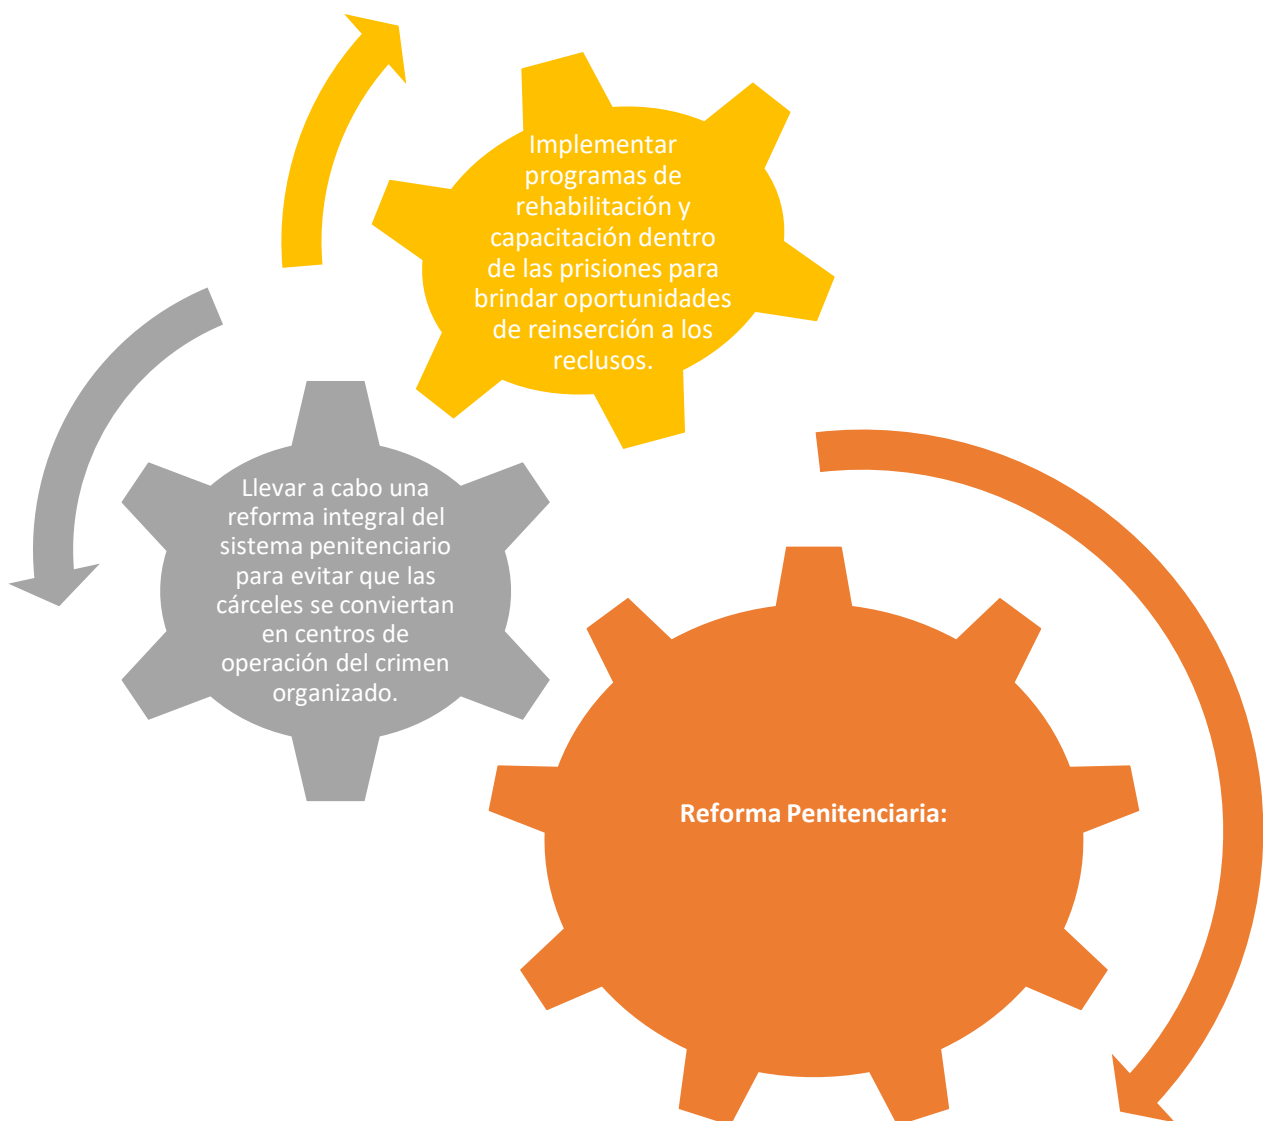 Implementar
programas de
rehabilitación y
capacitación dentro
de las prisiones para
brindar oportunidades
de reinserción a los
reclusos.
Llevar a cabo una
reforma integral del
sistema penitenciario
para evitar que las
cárceles se conviertan
en centros de
operación del crimen
organizado.
Reforma Penitenciaria: